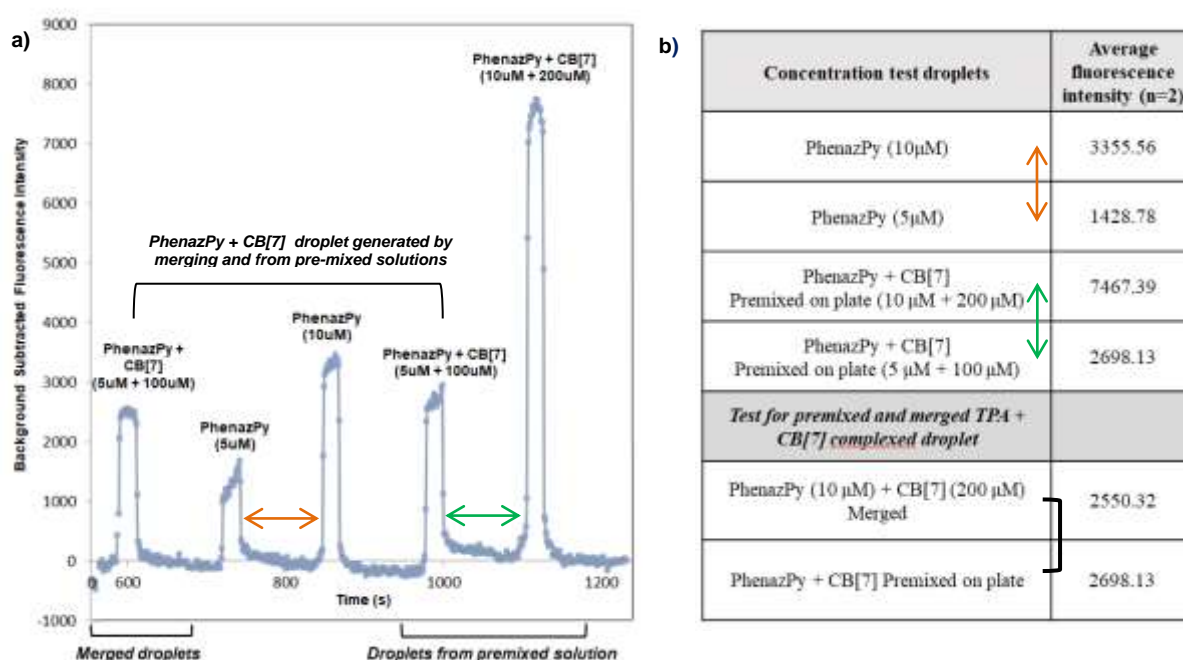 a)
9000
8000
7000
6000
5000
4000
3000
2000
1000
0
-1000
Background Subtracted Fluorescence Intensity
PhenazPy + CB[7]
(10uM + 200uM)
PhenazPy + CB[7] droplet generated by
merging and from pre-mixed solutions
PhenazPy +
CB[7]
(5uM + 100uM)
PhenazPy
(5uM)
PhenazPy
(10uM)
PhenazPy + CB[7]
(5uM + 100uM)
0
600
800
1000
1200
Time (s)
Merged droplets
Droplets from premixed solution
b)
Concentration test droplets
Average
fluorescence
intensity (n=2)
PhenazPy (10µM)
3355.56
PhenazPy (5µM)
1428.78
PhenazPy + CB[7]
Premixed on plate (10 µM + 200 µM)
7467.39
PhenazPy + CB[7]
Premixed on plate (5 µM + 100 µM)
2698.13
Test for premixed and merged TPA +
CB[7] complexed droplet
PhenazPy (10 µM) + CB[7] (200 µM)
Merged
2550.32
PhenazPy + CB[7] Premixed on plate
2698.13